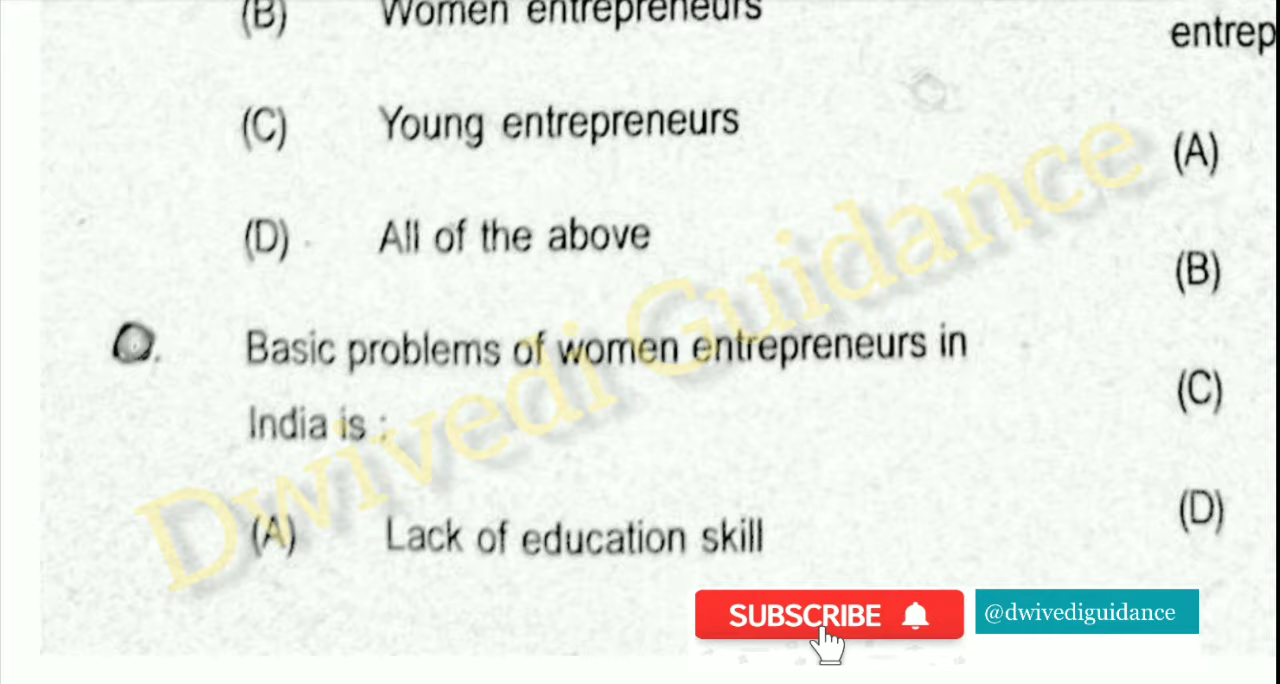 (B) Women entrepreneurs
(C) Young entrepreneurs
(D) All of the above
Basic problems of women entrepreneurs in
India is :
(A) Lack of education skill
entrep
(A)
(B)
(C)
(D)
Dwivedi Guidance
SUBSCRIBE
@dwivediguidance